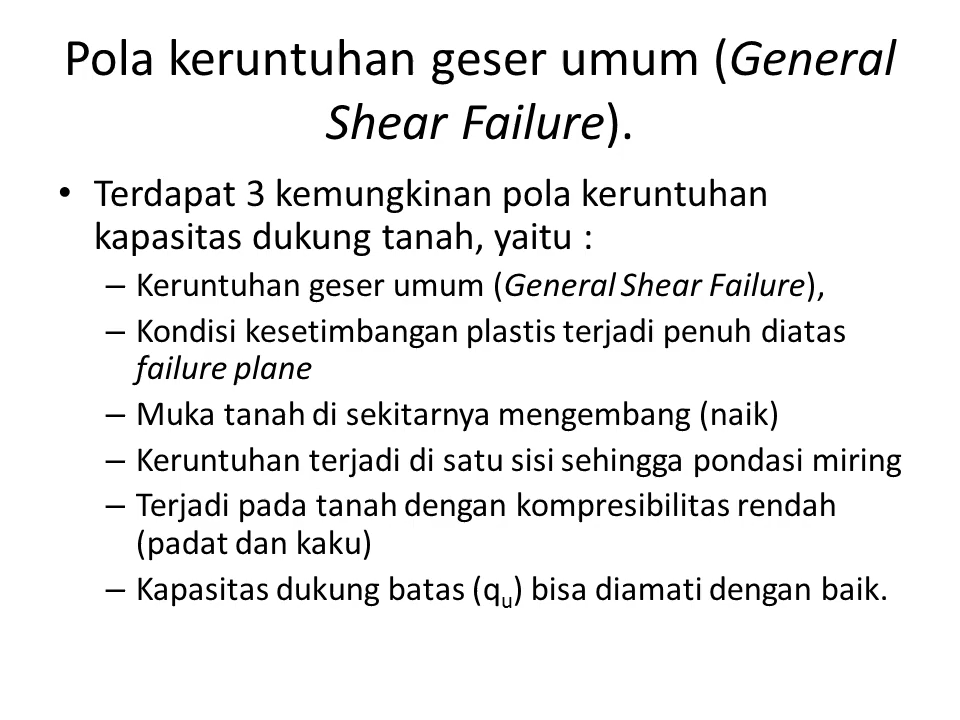 Pola keruntuhan geser umum (General
Shear Failure).
• Terdapat 3 kemungkinan pola keruntuhan
kapasitas dukung tanah, yaitu :
– Keruntuhan geser umum (General Shear Failure),
– Kondisi kesetimbangan plastis terjadi penuh diatas
failure plane
– Muka tanah di sekitarnya mengembang (naik)
– Keruntuhan terjadi di satu sisi sehingga pondasi miring
– Terjadi pada tanah dengan kompresibilitas rendah
(padat dan kaku)
– Kapasitas dukung batas (qu) bisa diamati dengan baik.